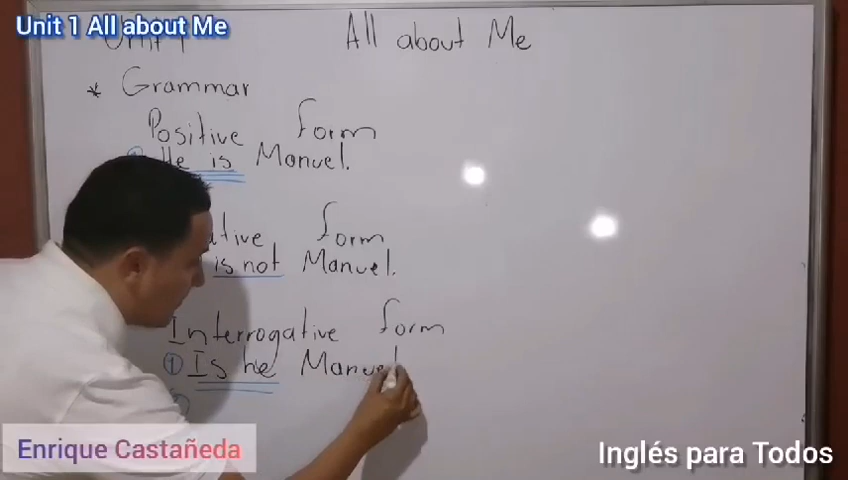 Unit 1 All about Me
All about Me
* Grammar
Positive form
He is Manuel.
form
is not Manuel.
Interrogative form
① Is he Manuel
Enrique Castañeda
Inglés para Todos